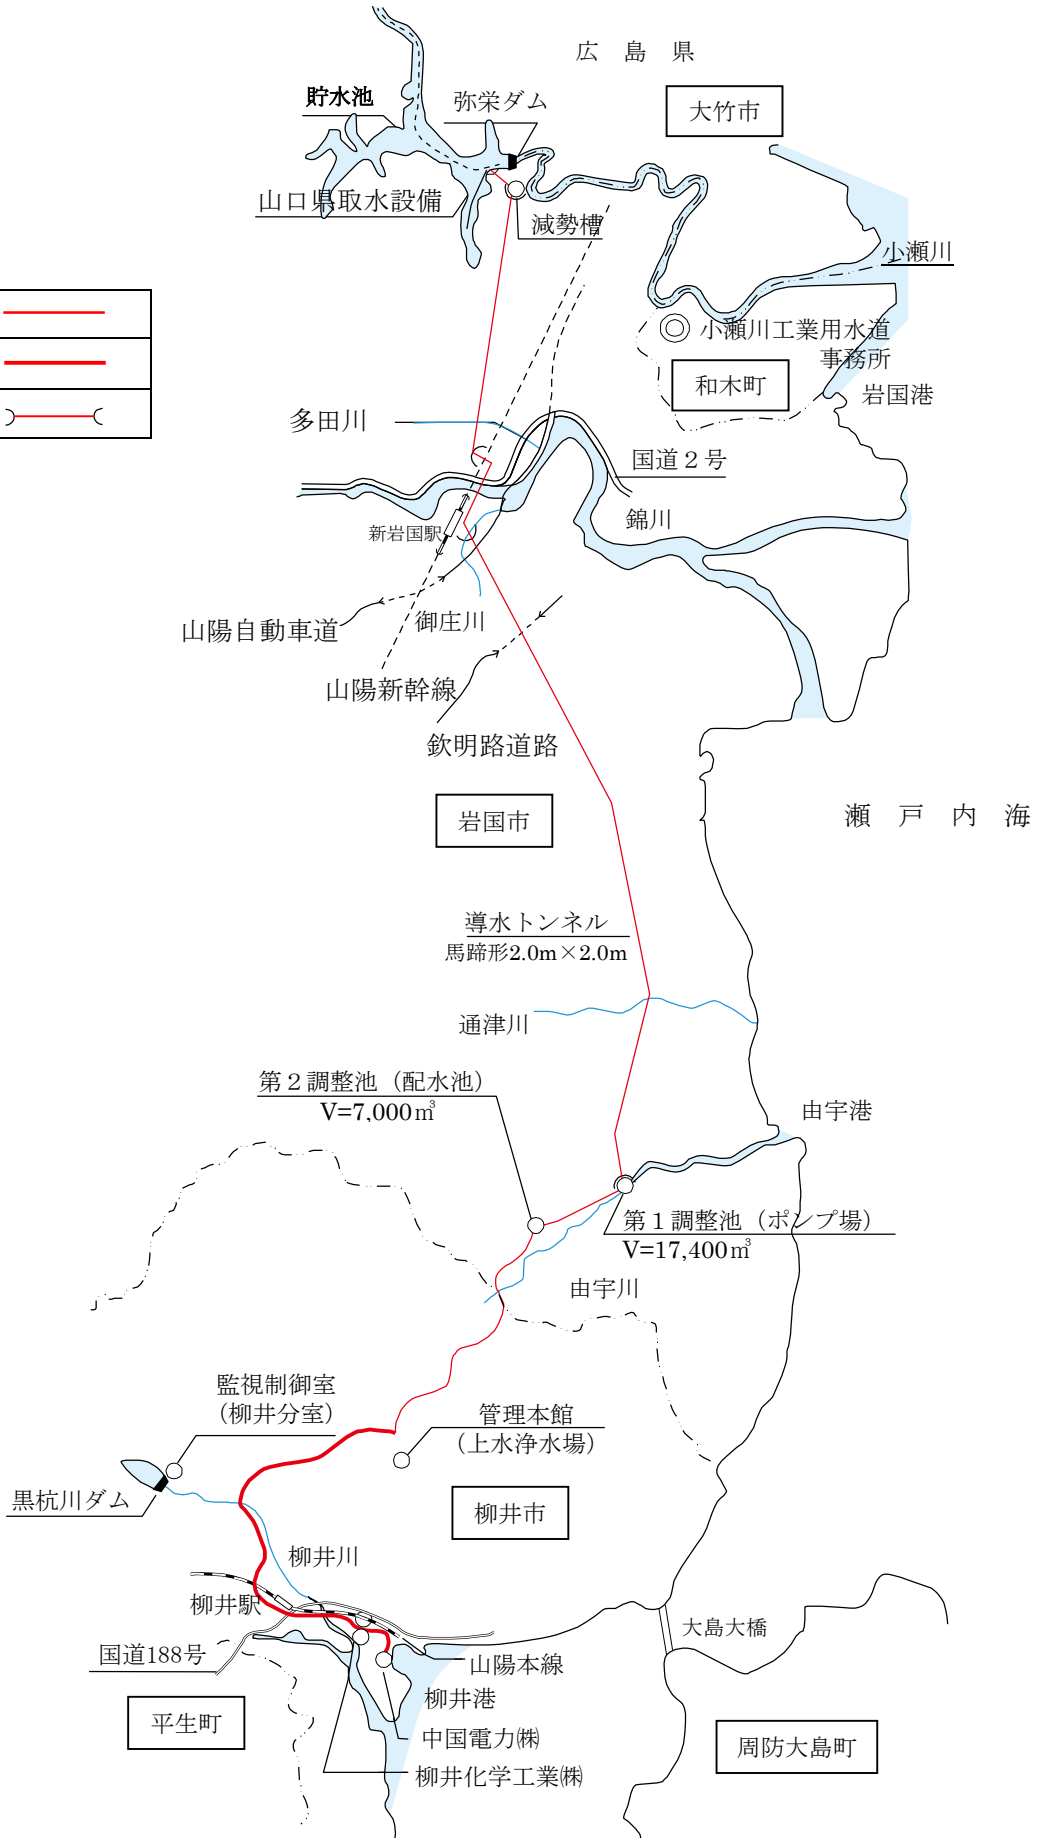 広島県
大竹市
貯水池
弥栄ダム
山口県取水設備
減勢槽
小瀬川
小瀬川工業用水道
事務所
和木町
岩国港
多田川
国道２号
錦川
新岩国駅
御庄川
山陽自動車道
山陽新幹線
欽明路道路
岩国市
瀬戸内海
導水トンネル
馬蹄形2.0m×2.0m
通津川
第２調整池（配水池）
V=7,000㎥
由宇港
第１調整池（ポンプ場）
V=17,400㎥
由宇川
監視制御室
（柳井分室）
管理本館
（上水浄水場）
黒杭川ダム
柳井市
柳井川
柳井駅
大島大橋
国道188号
山陽本線
柳井港
平生町
中国電力㈱
周防大島町
柳井化学工業㈱